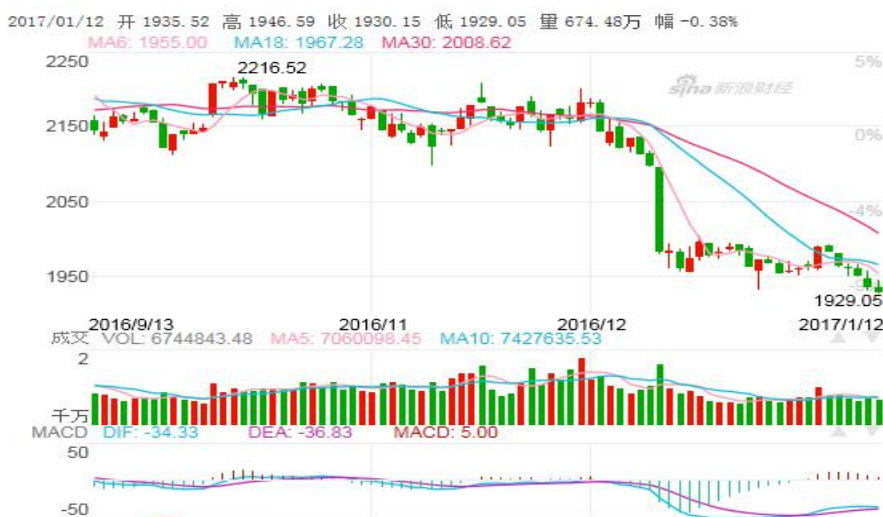 2017/01/12 开 1935.52 高 1946.59 收 1930.15 低 1929.05 量 674.48万 幅 -0.38%
MA6: 1955.00 MA18: 1967.28 MA30: 2008.62
2250 5%
2216.52
sina 新浪财经
2150 0%
2050 -4%
1950
1929.05
2016/9/13 2016/11 2016/12 2017/1/12
成交 VOL: 6744843.48 MA5: 7060098.45 MA10: 7427635.53
2
千万
MACD DIF: -34.33 DEA: -36.83 MACD: 5.00
50
-50